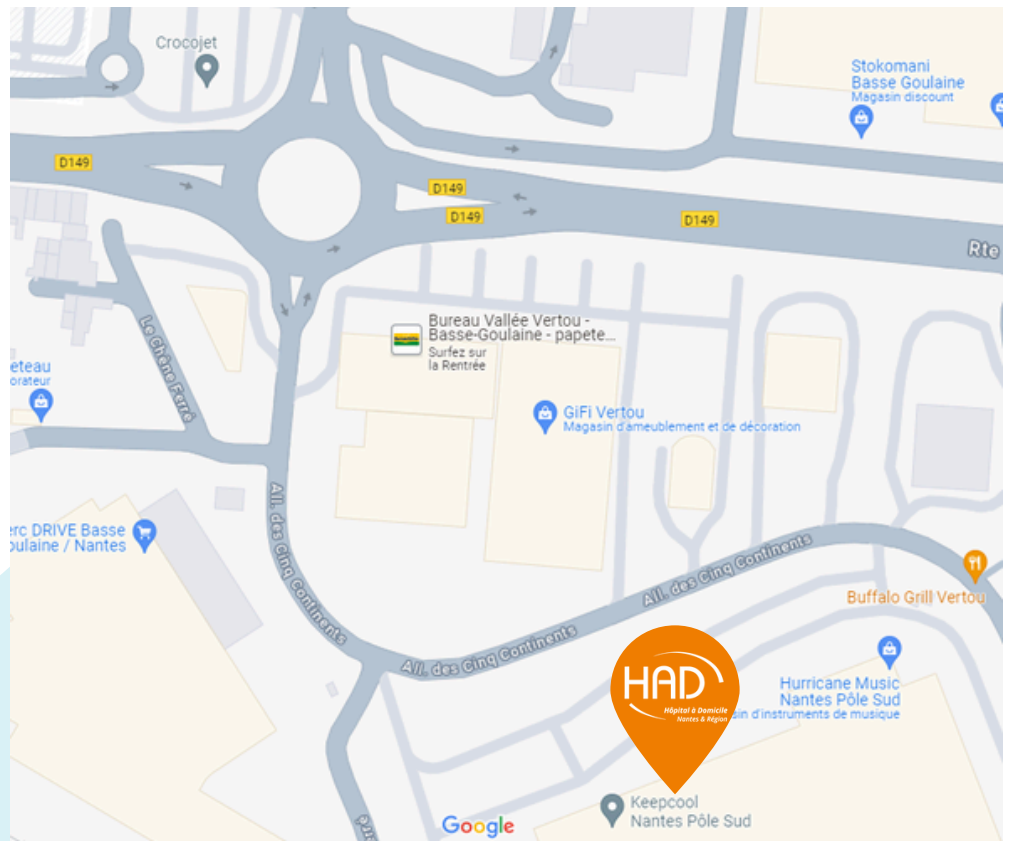 Crocojet
Stokomani
Basse Goulaine
Magasin discount
D149
D149
D149
D149
Rte
Le Chêne Ferré
Bureau Vallée Vertou -
Basse-Goulaine - papete...
Surfez sur
la Rentrée
eteau
orateur
GiFi Vertou
Magasin d'ameublement et de décoration
All. des Cinq Continents
erc DRIVE Basse
oulaine / Nantes
All. des Cinq Continents
Buffalo Grill Vertou
All. des Cinq Continents
HAD
Hôpital à Domicile
Nantes & Région
Hurricane Music
Nantes Pôle Sud
sin d'instruments de musique
Keepcool
Nantes Pôle Sud
Google